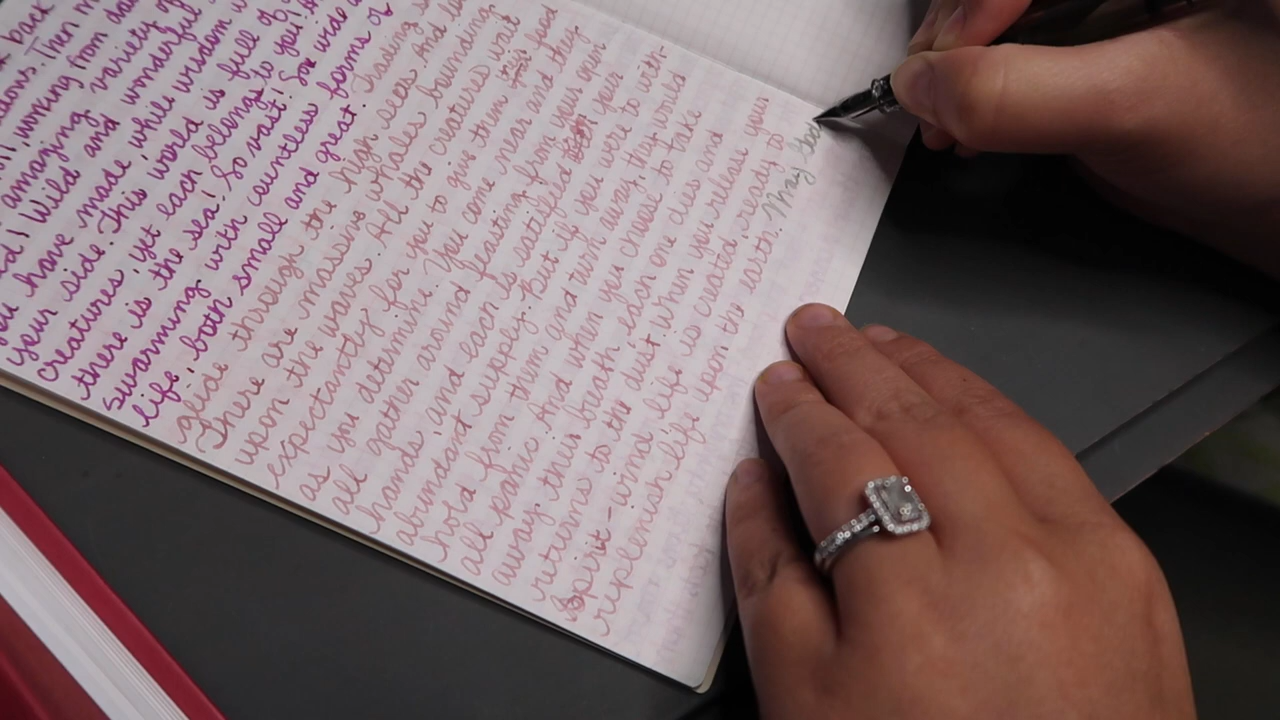 back
Then
working from
amazing variety of
Wild and wonderful
you have made, while wisdom
your side. This world is full of
creatures, yet each belongs to you!
there is the sea! So vast! So wide
swarming with countless forms of
life, both small and great. Trading
glide through the high seas. And
There are massive whales bounding
upon the waves. All the creatures wait
expectantly for you to give them their food
as you determine. You come near and they
all gather around, feasting from your open
hands, and each is satisfied your
abundant supply. But if you were to with-
hold from them and turn away, they would
all panic. And when you choose to take
away their breath, each one dies and
returns to the dust. When you release your
Spirit-wind, life is created, ready to
replenish life upon the earth. May God